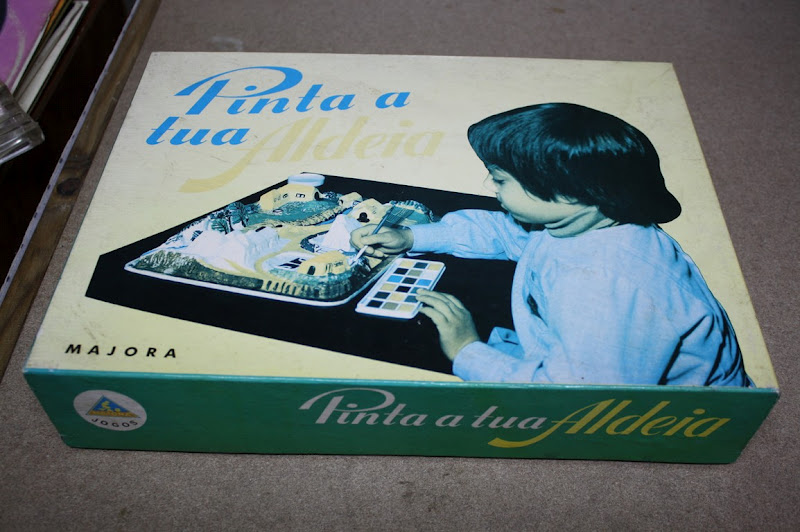 Pinta a
tua Aldeia
MAJORA
JOGOS
Pinta a tua Aldeia